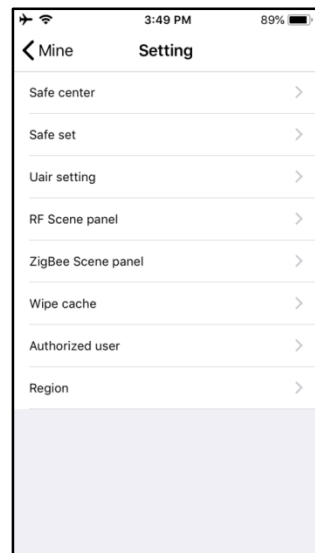 3:49 PM 89%
Mine Setting
Safe center
Safe set
Uair setting
RF Scene panel
ZigBee Scene panel
Wipe cache
Authorized user
Region